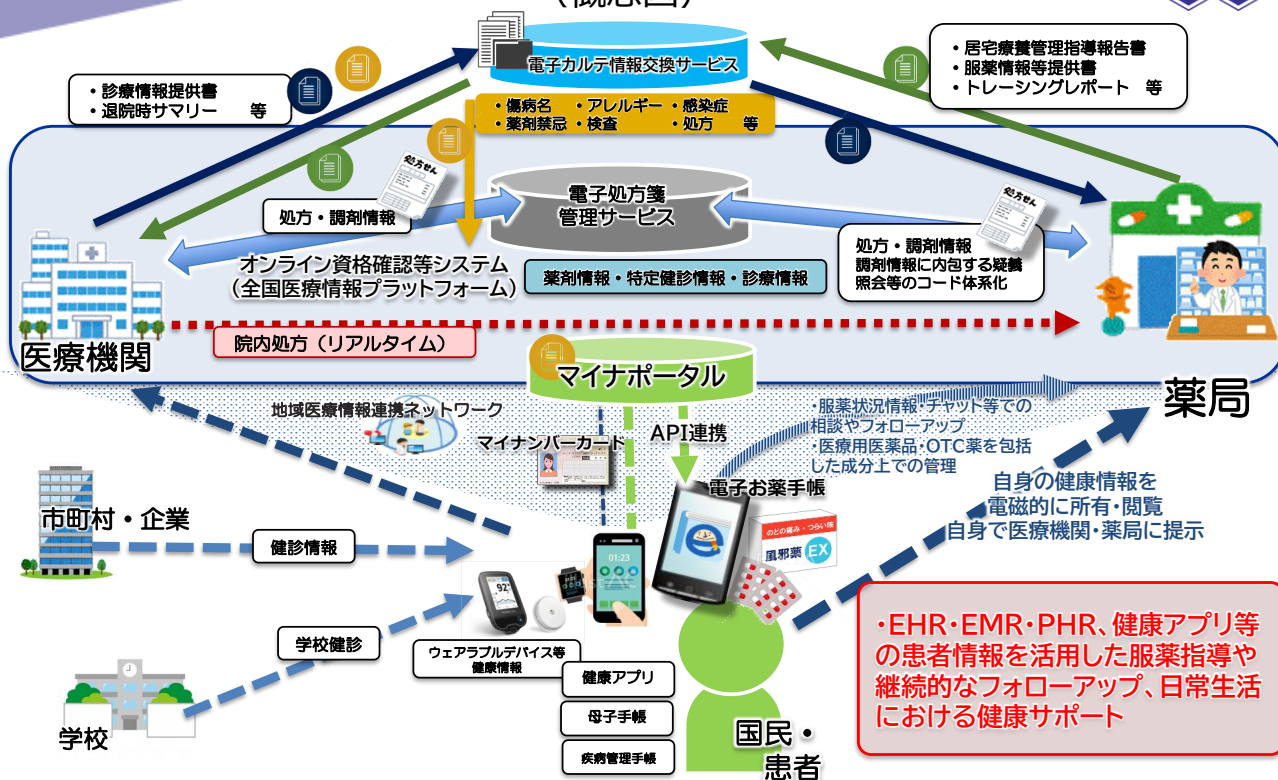 (概念図)
電子カルテ情報交換サービス
・診療情報提供書
・退院時サマリー　等
・居宅療養管理指導報告書
・服薬情報等提供書
・トレーシングレポート　等
・傷病名　・アレルギー　・感染症
・薬剤禁忌　・検査　・処方　等
処方せん
処方・調剤情報
電子処方箋
管理サービス
処方せん
処方・調剤情報
調剤情報に内包する疑義
照会等のコード体系化
オンライン資格確認等システム
(全国医療情報プラットフォーム)
薬剤情報・特定健診情報・診療情報
院内処方(リアルタイム)
医療機関
マイナポータル
薬局
地域医療情報連携ネットワーク
マイナンバーカード
API連携
・服薬状況情報・チャット等での
相談やフォローアップ
・医療用医薬品・OTC薬を包括
した成分上での管理
電子お薬手帳
自身の健康情報を
電磁的に所有・閲覧
自身で医療機関・薬局に提示
市町村・企業
健診情報
のどの痛み・つらい咳
風邪薬 EX
01:23
92
学校健診
ウェアラブルデバイス等
健康情報
健康アプリ
母子手帳
疾病管理手帳
学校
国民・
患者
・EHR・EMR・PHR、健康アプリ等
の患者情報を活用した服薬指導や
継続的なフォローアップ、日常生活
における健康サポート